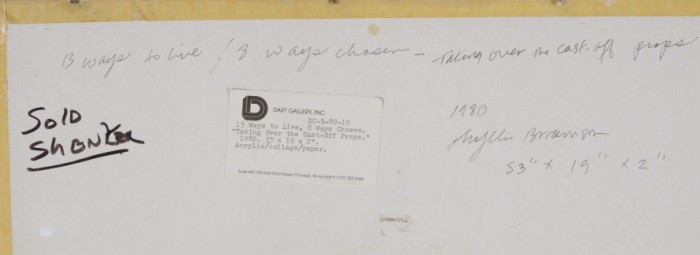 13 ways to live / 8 ways chosen - Taking over the cast-off props
SOLD
D
DART GALLERY, INC.
DC-S-80-10
13 Ways to Live, 8 Ways Chosen.
"Taking Over the Cast-Off Props."
1980. 53 x 19 x 2".
Acrylic/collage/paper.
1980
Phyllis Bramson
53" x 19" x 2"